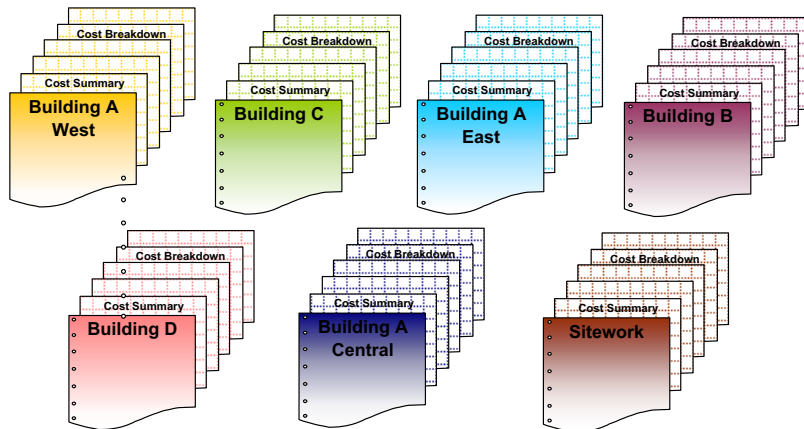 Cost Breakdown
Cost Summary
Building A
West
Cost Breakdown
Cost Summary
Building C
Cost Breakdown
Cost Summary
Building A
East
Cost Breakdown
Cost Summary
Building B
Cost Breakdown
Cost Summary
Building D
Cost Breakdown
Cost Summary
Building A
Central
Cost Breakdown
Cost Summary
Sitework